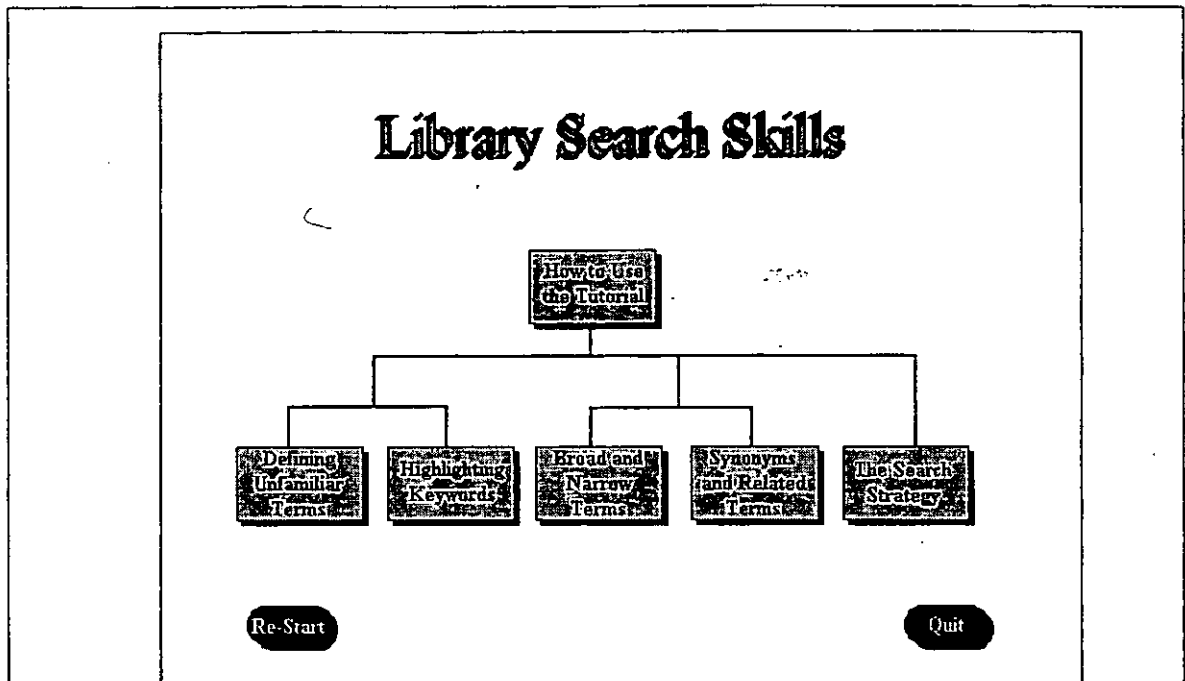 Library Search Skills
How to Use
the Tutorial
Defining
Unfamiliar
Terms
Highlighting
Keywords
Broad and
Narrow
Terms
Synonyms
and Related
Terms
The Search
Strategy
Re-Start
Quit